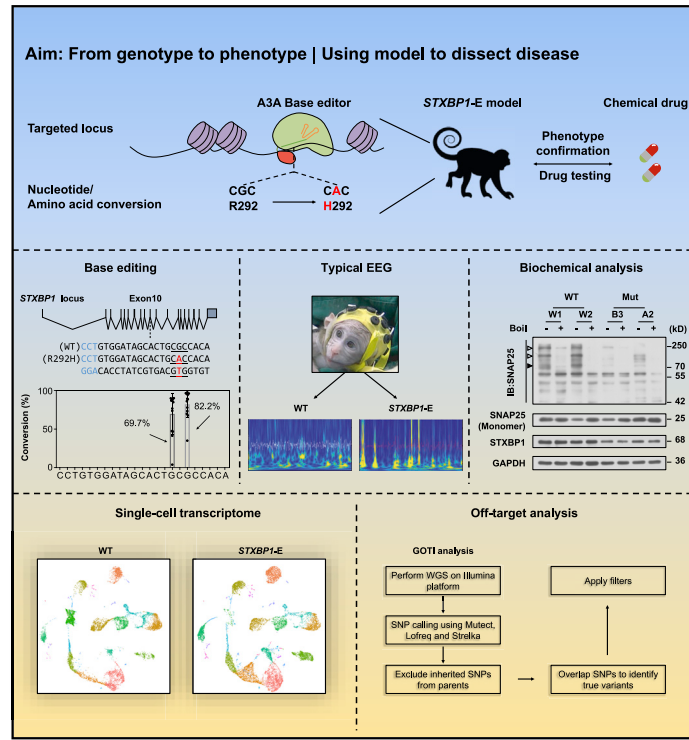 Aim: From genotype to phenotype | Using model to dissect disease
A3A Base editor
STXBP1-E model
Chemical drug
Targeted locus
Phenotype
confirmation
Drug testing
Nucleotide/
Amino acid conversion
CGC
R292
CAC
H292
Base editing
STXBP1 locus
Exon10
(WT)CCTGTGGATAGCACTGCGCCACA
(R292H)CCTGTGGATAGCACTGCACCACA
GGACACCTATCGTGACGTGGTGT
Conversion (%)
100
50
0
69.7%
82.2%
CCTGTGGATAGCACTGCGCCACA
Typical EEG
WT
STXBP1-E
Biochemical analysis
WT
Mut
W1
W2
B3
A2
(kD)
Boil
- + - + - + - +
IB:SNAP25
250
70
55
42
SNAP25
(Monomer)
25
STXBP1
68
GAPDH
36
Single-cell transcriptome
WT
STXBP1-E
Off-target analysis
GOTI analysis
Perform WGS on Illumina
platform
SNP calling using Mutect,
Lofreq and Strelka
Exclude inherited SNPs
from parents
Overlap SNPs to identify
true variants
Apply filters